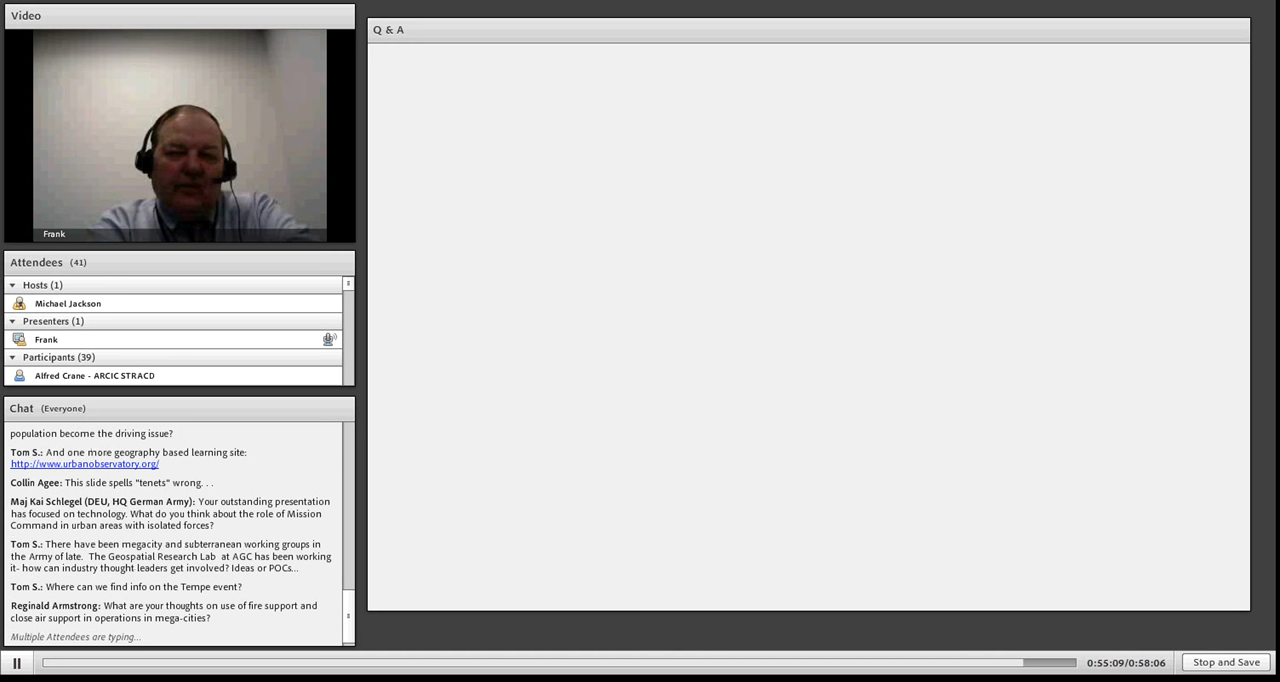 Video
Frank
Attendees (41)
Hosts (1)
Michael Jackson
Presenters (1)
Frank
Participants (39)
Alfred Crane - ARCIC STRACD
Chat (Everyone)
population become the driving issue?
Tom S.: And one more geography based learning site:
http://www.urbanobservatory.org/
Collin Agee: This slide spells "tenets" wrong. . .
Maj Kai Schlegel (DEU, HQ German Army): Your outstanding presentation
has focused on technology. What do you think about the role of Mission
Command in urban areas with isolated forces?
Tom S.: There have been megacity and subterranean working groups in
the Army of late. The Geospatial Research Lab at AGC has been working
it- how can industry thought leaders get involved? Ideas or POCs...
Tom S.: Where can we find info on the Tempe event?
Reginald Armstrong: What are your thoughts on use of fire support and
close air support in operations in mega-cities?
Multiple Attendees are typing...
Q & A
0:55:09/0:58:06
Stop and Save